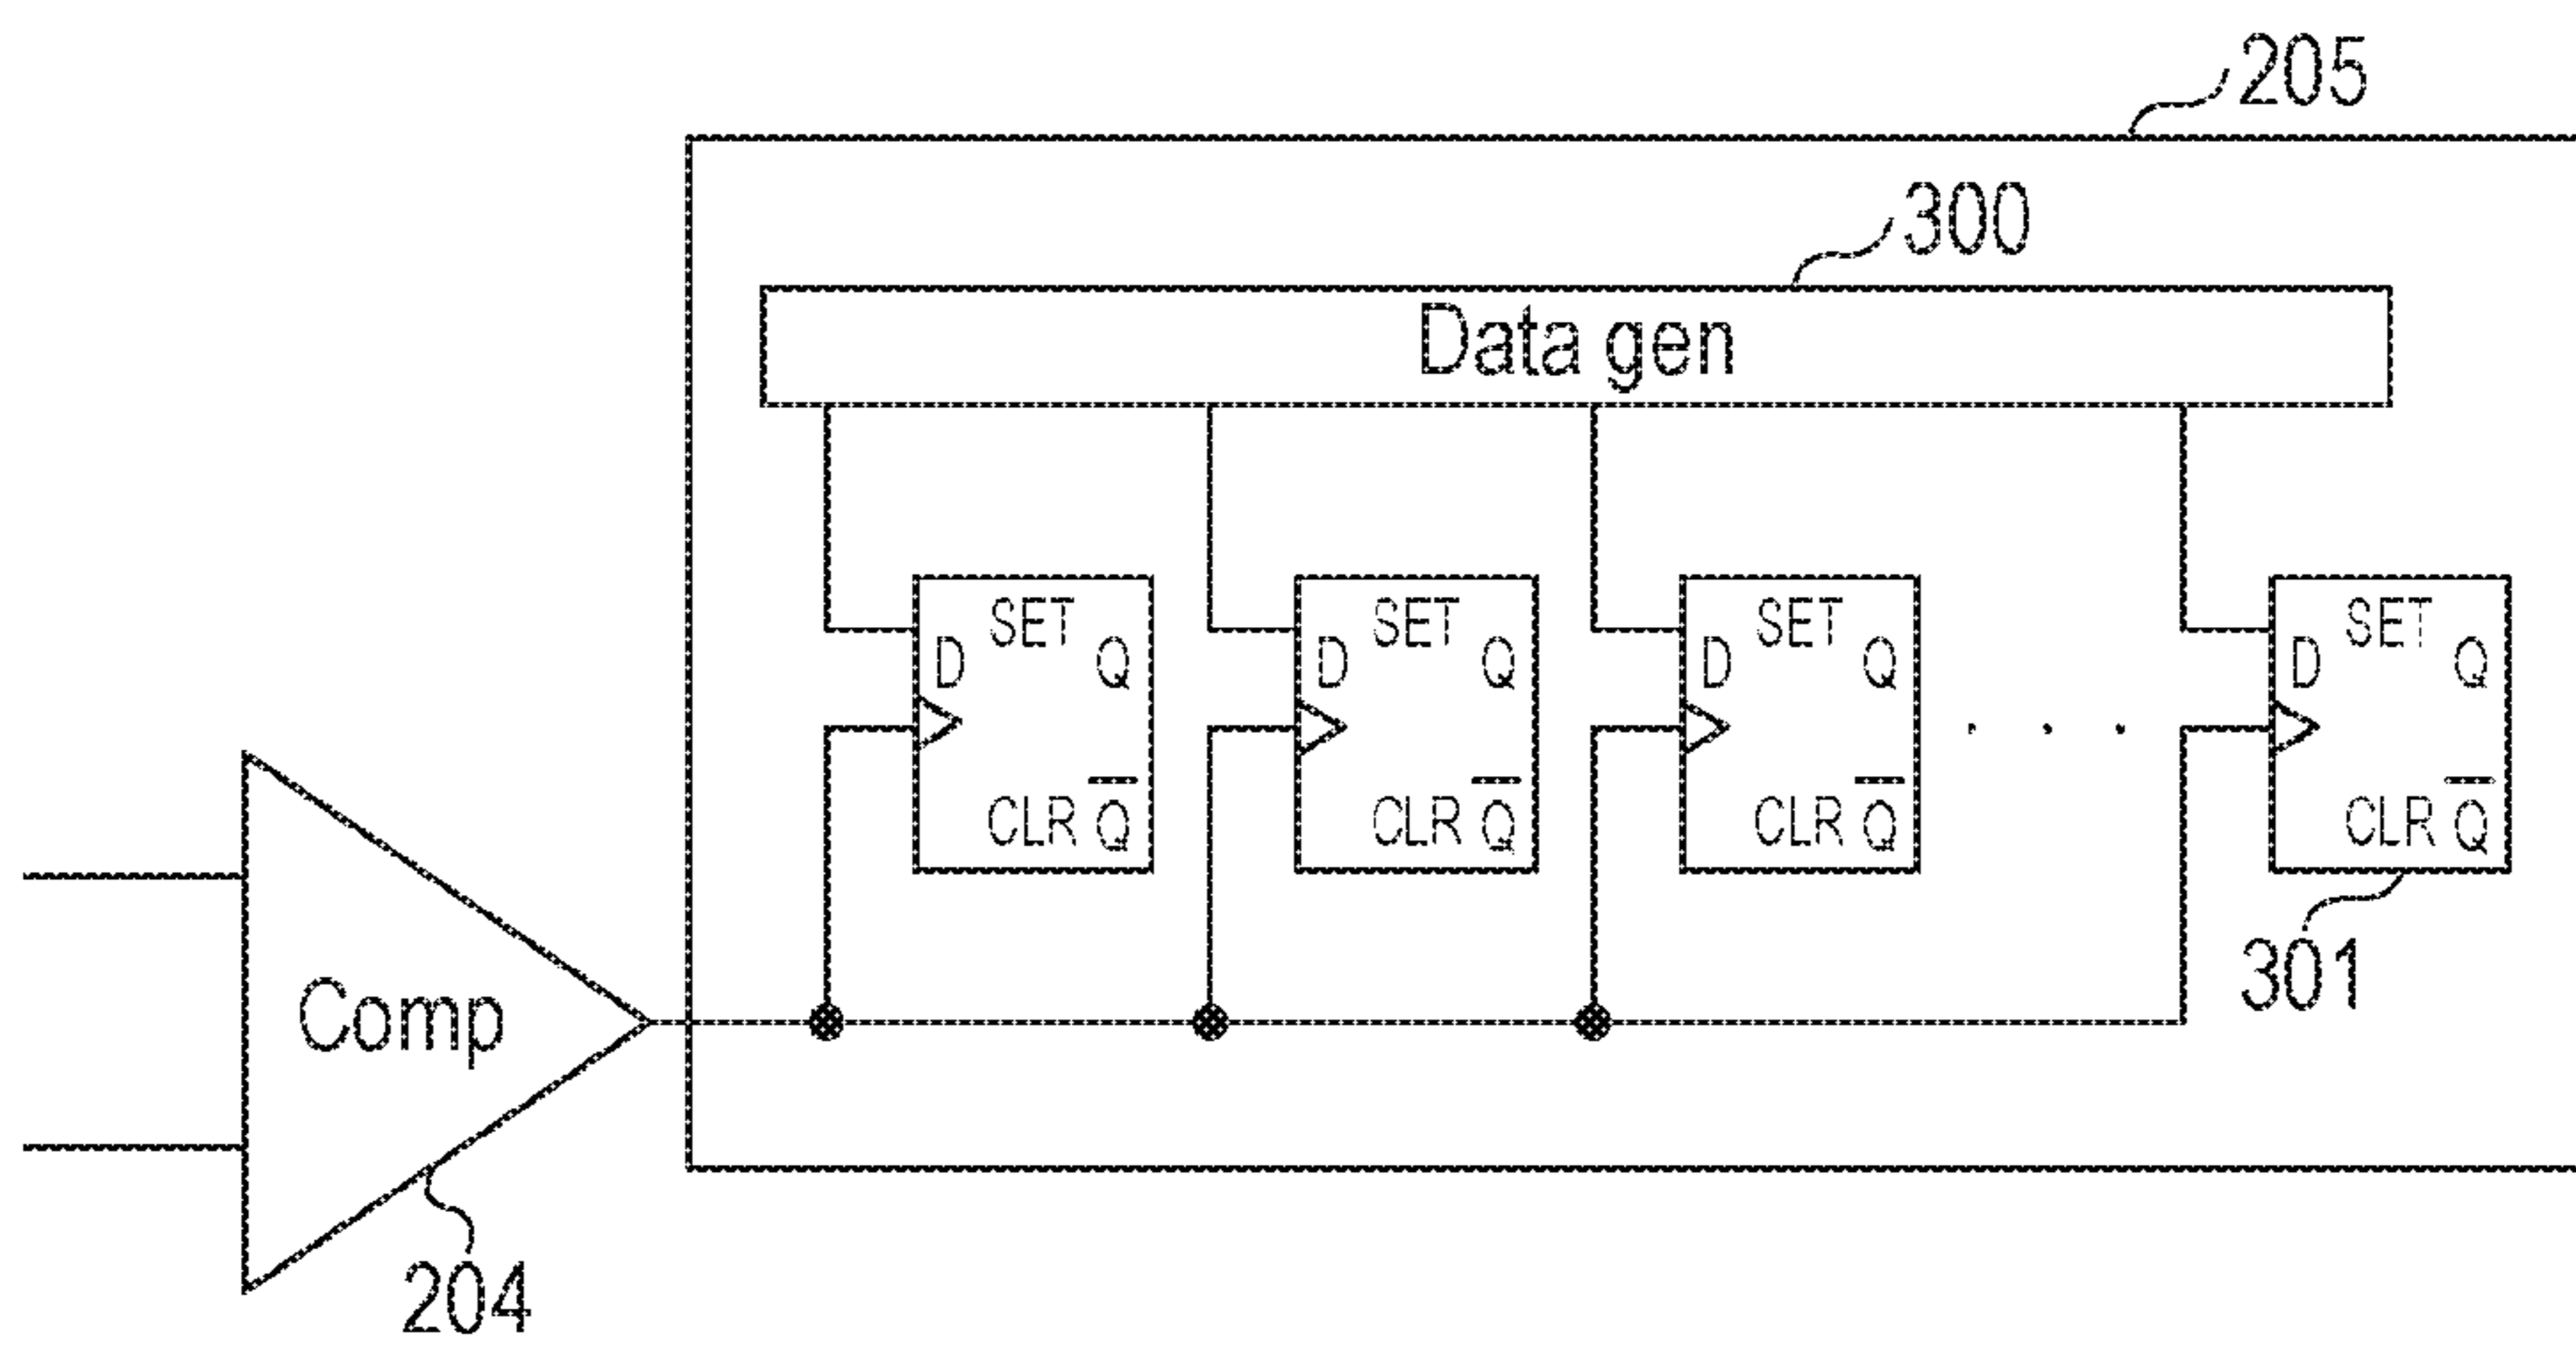 205
300
Data gen
SET SET SET SET
D Q D Q D Q D Q
CLR Q CLR Q CLR Q . . . CLR Q
301
Comp
204